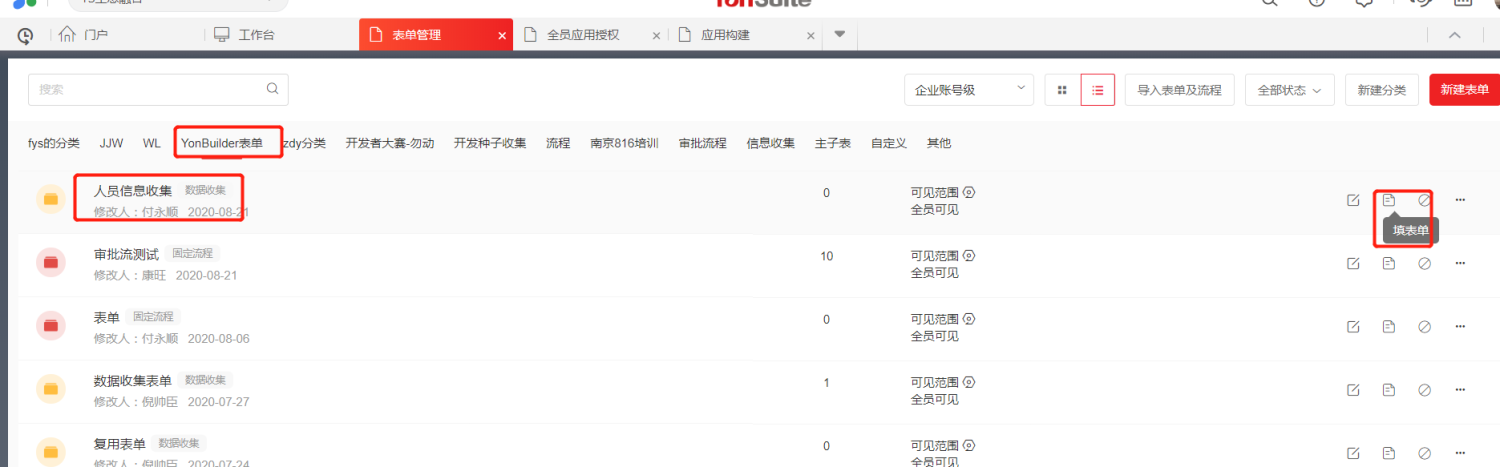 YonSuite
门户
工作台
表单管理
全员应用授权
应用构建
搜索
企业账号级
导入表单及流程
全部状态
新建分类
新建表单
fys的分类 JJW WL YonBuilder表单 zdy分类 开发者大赛-勿动 开发种子收集 流程 南京816培训 审批流程 信息收集 主子表 自定义 其他
人员信息收集 数据收集
修改人：付永顺 2020-08-21
0
可见范围
全员可见
填表单
审批流测试 固定流程
修改人：康旺 2020-08-21
10
可见范围
全员可见
表单 固定流程
修改人：付永顺 2020-08-06
0
可见范围
全员可见
数据收集表单 数据收集
修改人：倪帅臣 2020-07-27
1
可见范围
全员可见
复用表单 数据收集
修改人：倪帅臣 2020-07-24
0
可见范围
全员可见